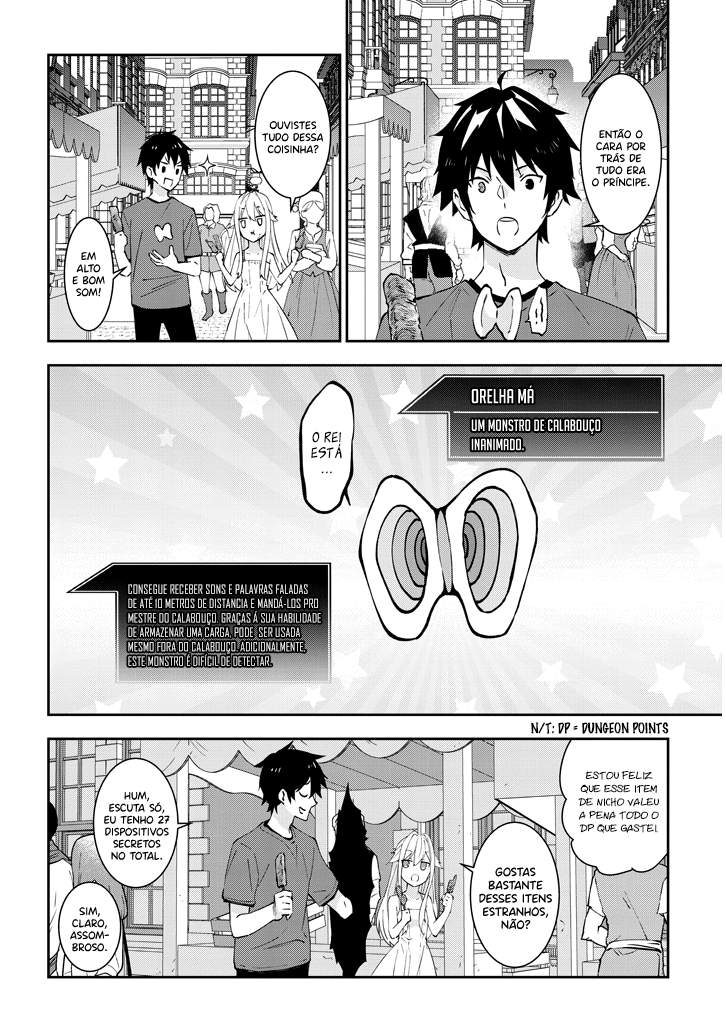 ENTÃO O
CARA POR
TRÁS DE
TUDO ERA
O PRÍNCIPE.
OUVISTES
TUDO DESSA
COISINHA?
EM
ALTO
E BOM
SOM!
ORELHA MÁ
UM MONSTRO DE CALABOUÇO
INANIMADO.
O REI
ESTÁ
...
CONSEGUE RECEBER SONS E PALAVRAS FALADAS
DE ATÉ 10 METROS DE DISTANCIA E MANDÁ-LOS PRO
MESTRE DO CALABOUÇO. GRAÇAS Á SUA HABILIDADE
DE ARMAZENAR UMA CARGA, PODE SER USADA
MESMO FORA DO CALABOUÇO. ADICIONALMENTE,
ESTE MONSTRO É DIFÍCIL DE DETECTAR.
N/T: DP = DUNGEON POINTS
ESTOU FELIZ
QUE ESSE ITEM
DE NICHO VALEU
A PENA TODO O
DP QUE GASTEI.
GOSTAS
BASTANTE
DESSES ITENS
ESTRANHOS,
NÃO?
HUM,
ESCUTA SÓ,
EU TENHO 27
DISPOSITIVOS
SECRETOS
NO TOTAL.
SIM,
CLARO,
ASSOM-
BROSO.